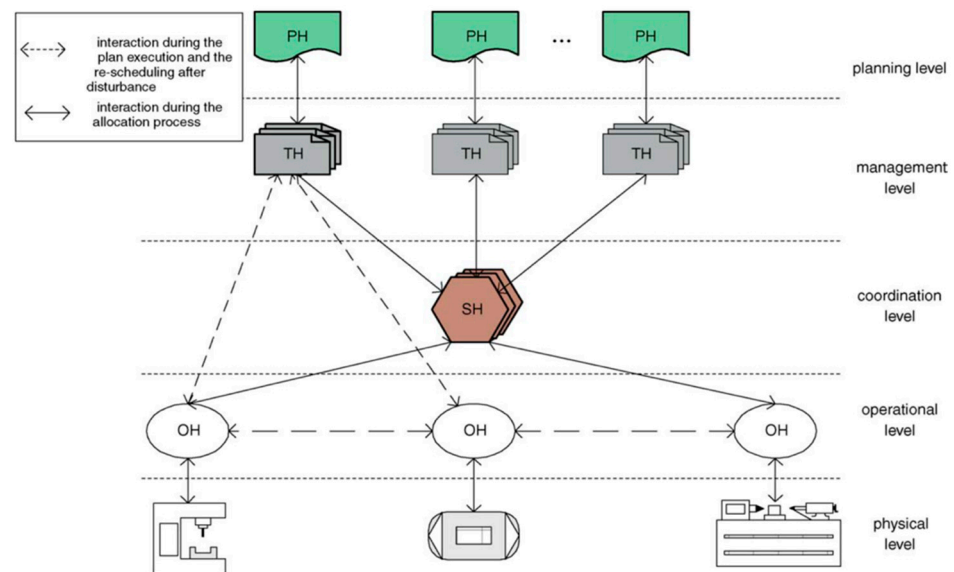 interaction during the
plan execution and the
re-scheduling after
disturbance
interaction during the
allocation process
PH
PH
...
PH
planning level
TH
TH
TH
management
level
SH
coordination
level
OH
OH
OH
operational
level
physical
level